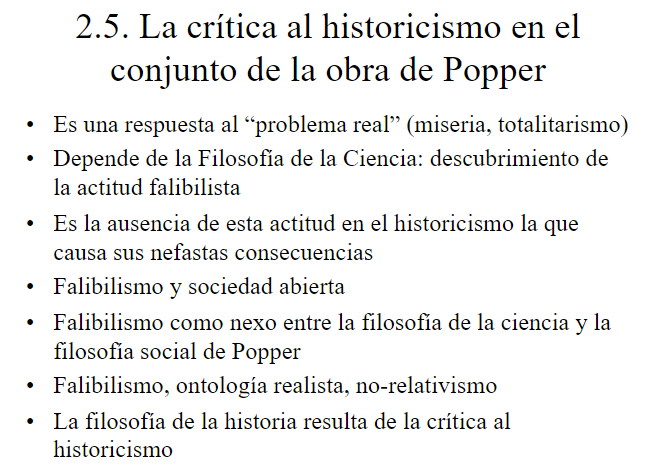 2.5. La crítica al historicismo en el
conjunto de la obra de Popper
• Es una respuesta al “problema real” (miseria, totalitarismo)
• Depende de la Filosofía de la Ciencia: descubrimiento de
la actitud falibilista
• Es la ausencia de esta actitud en el historicismo la que
causa sus nefastas consecuencias
• Falibilismo y sociedad abierta
• Falibilismo como nexo entre la filosofía de la ciencia y la
filosofía social de Popper
• Falibilismo, ontología realista, no-relativismo
• La filosofía de la historia resulta de la crítica al
historicismo